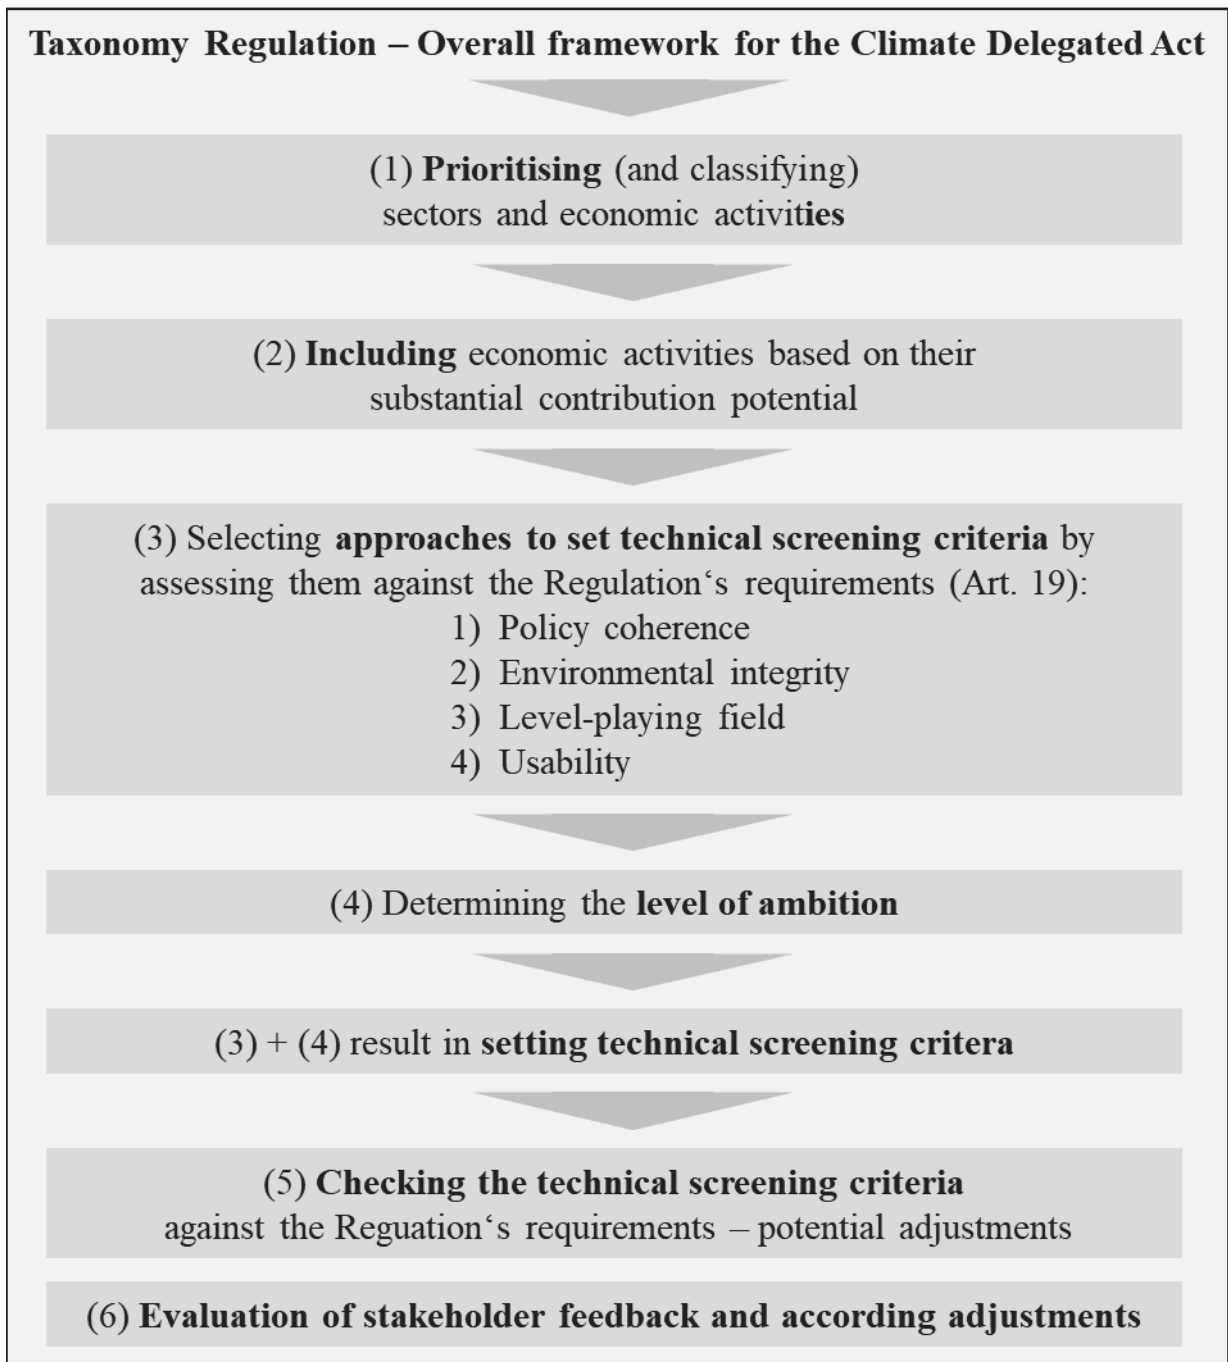 Taxonomy Regulation – Overall framework for the Climate Delegated Act
(1) Prioritising (and classifying)
sectors and economic activities
(2) Including economic activities based on their
substantial contribution potential
(3) Selecting approaches to set technical screening criteria by
assessing them against the Regulation‘s requirements (Art. 19):
1) Policy coherence
2) Environmental integrity
3) Level-playing field
4) Usability
(4) Determining the level of ambition
(3) + (4) result in setting technical screening critera
(5) Checking the technical screening criteria
against the Reguation‘s requirements – potential adjustments
(6) Evaluation of stakeholder feedback and according adjustments